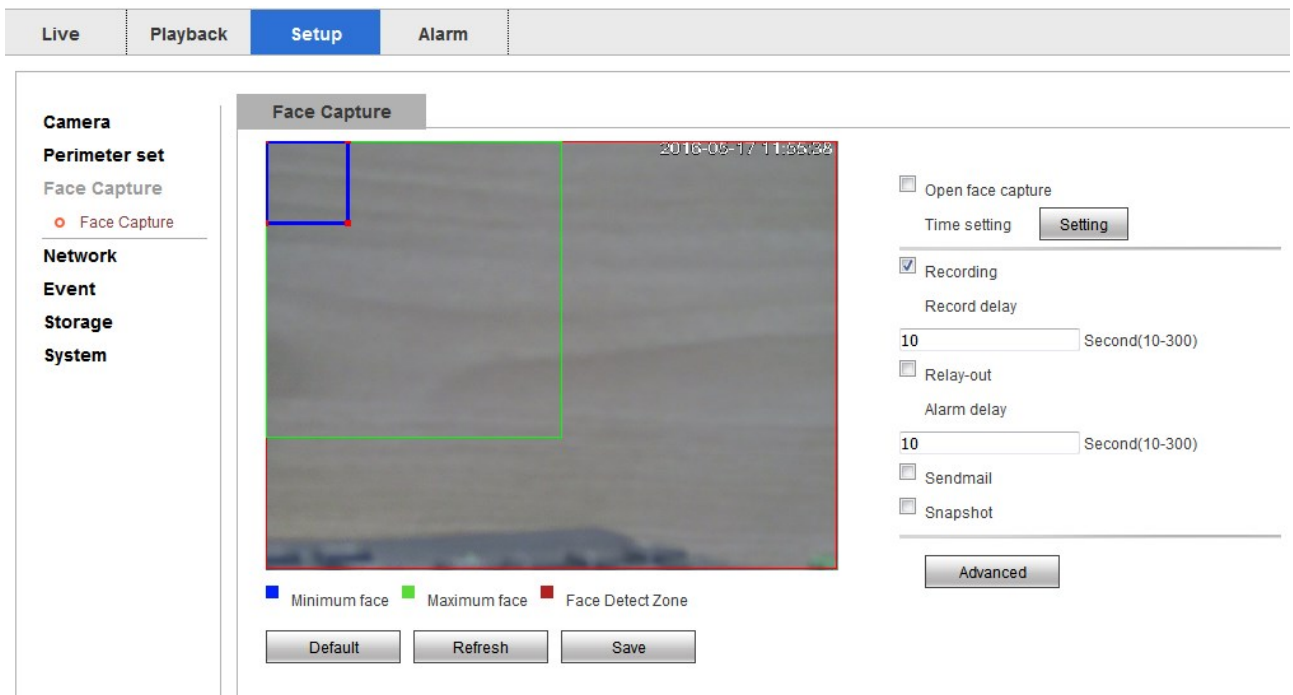 Live Playback Setup Alarm
Camera
Perimeter set
Face Capture
Face Capture
Network
Event
Storage
System
Face Capture
2016-05-17 11:55:38
Minimum face Maximum face Face Detect Zone
Default Refresh Save
Open face capture
Time setting Setting
Recording
Record delay
10 Second(10-300)
Relay-out
Alarm delay
10 Second(10-300)
Sendmail
Snapshot
Advanced